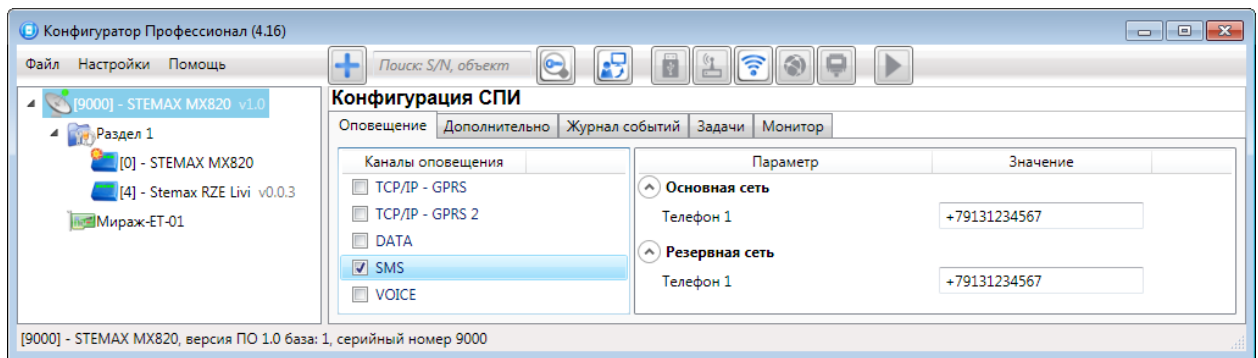 Конфигуратор Профессионал (4.16)
Файл Настройки Помощь Поиск: S/N, объект
[9000] - STEMAX MX820 v1.0
Раздел 1
[0] - STEMAX MX820
[4] - Stemax RZE Livi v0.0.3
Мираж-ET-01
Конфигурация СПИ
Оповещение Дополнительно Журнал событий Задачи Монитор
Каналы оповещения
TCP/IP - GPRS
TCP/IP - GPRS 2
DATA
SMS
VOICE
Параметр Значение
Основная сеть
Телефон 1 +79131234567
Резервная сеть
Телефон 1 +79131234567
[9000] - STEMAX MX820, версия ПО 1.0 база: 1, серийный номер 9000